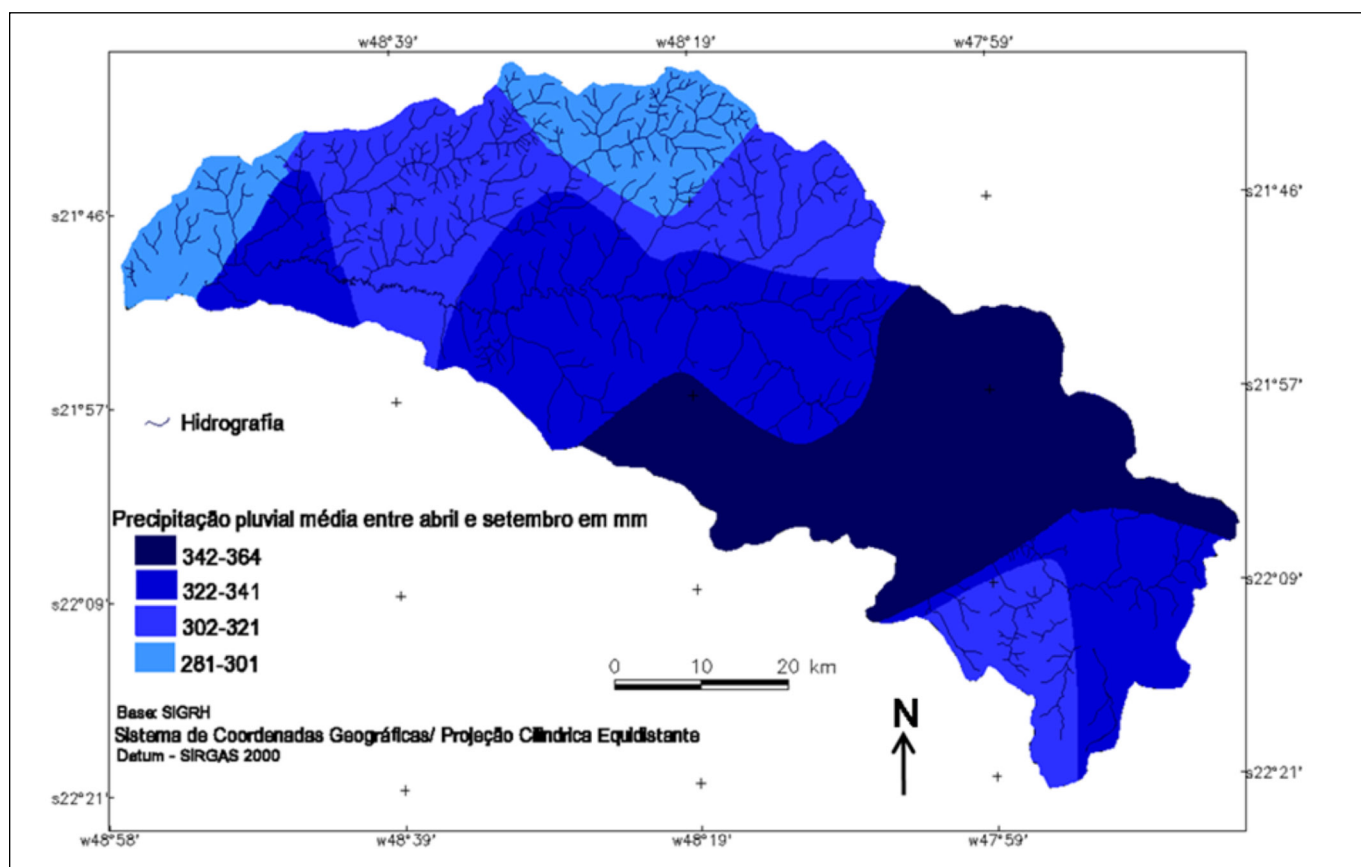 w48°39' w48°19' w47°59'
s21°46' s21°46'
s21°57' s21°57'
Hidrografia
Precipitação pluvial média entre abril e setembro em mm
342-364
322-341
302-321
281-301
s22°09' s22°09'
0 10 20 km
Base: SIGRH
Sistema de Coordenadas Geográficas/ Projeção Cilíndrica Equidistante
Datum - SIRGAS 2000
N
s22°21' s22°21'
w48°58' w48°39' w48°19' w47°59'